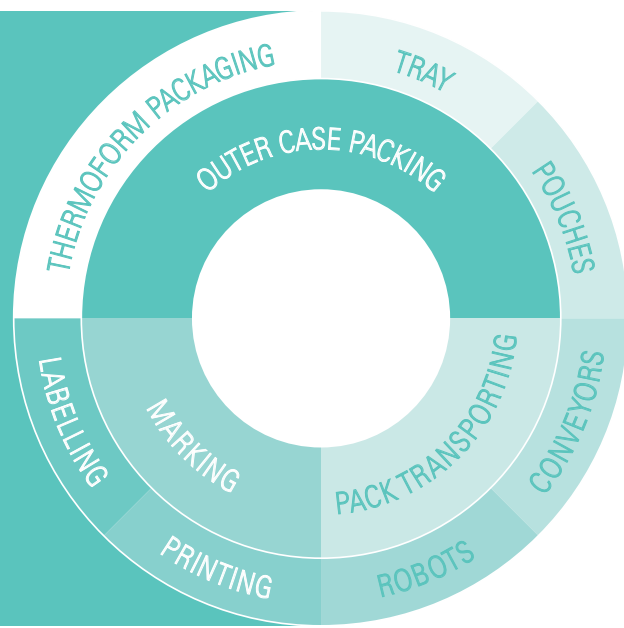 THERMOFORM PACKAGING
TRAY
POUCHES
OUTER CASE PACKING
LABELLING
MARKING
PACK TRANSPORTING
CONVEYORS
PRINTING
ROBOTS